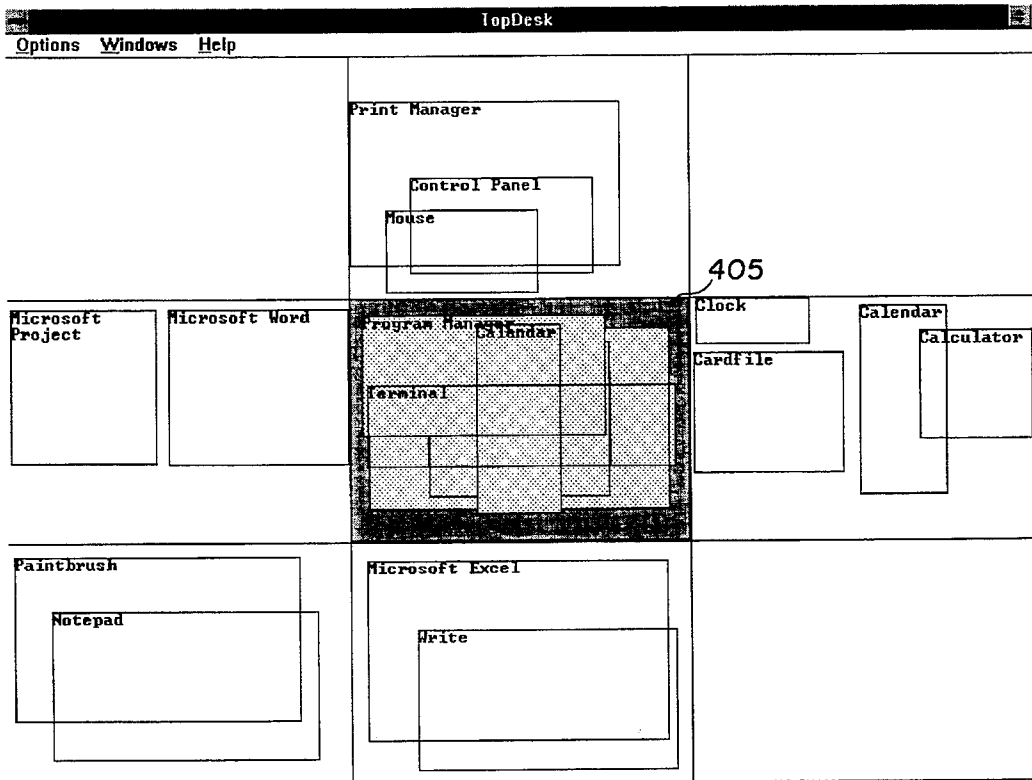 TopDesk
Options Windows Help
Print Manager
Control Panel
Mouse
405
Microsoft
Project
Microsoft Word
Program Manager
Calendar
Terminal
Clock
Cardfile
Calendar
Calculator
Paintbrush
Notepad
Microsoft Excel
Write